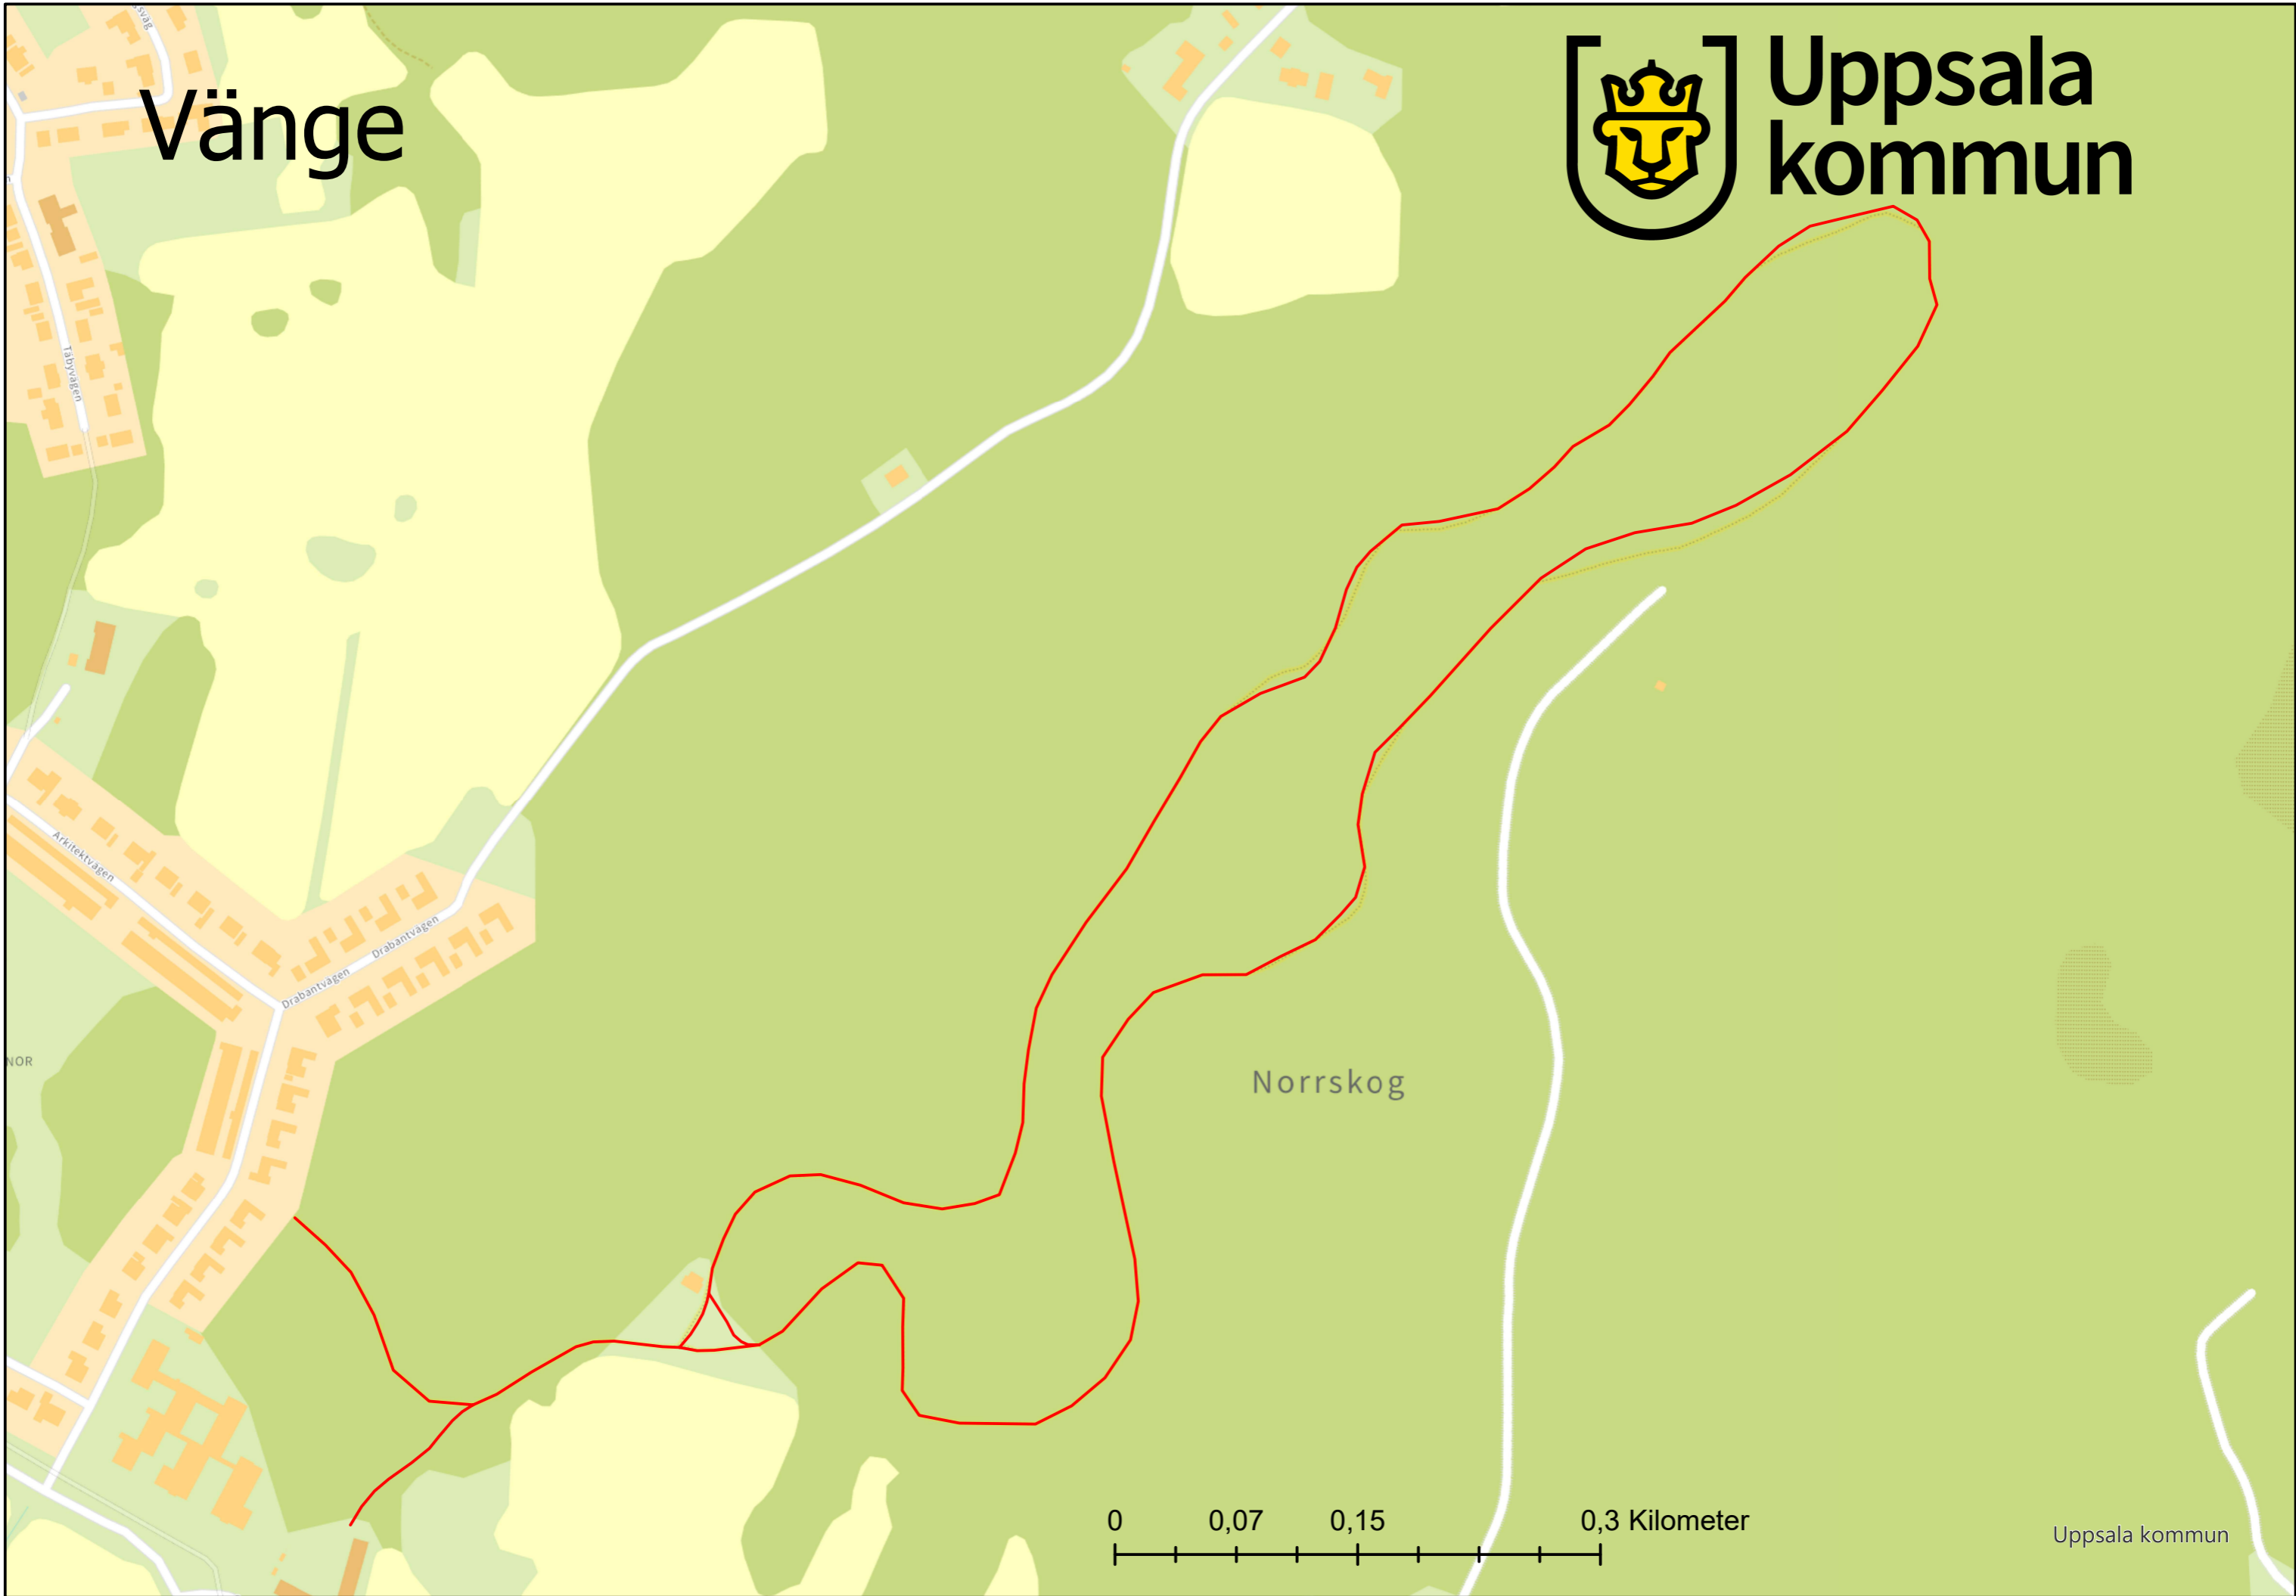 Vänge
Uppsala
kommun
Täbyvägen
Arkitektvägen
Drabantvägen
Drabantvägen
NOR
Norrskog
0 0,07 0,15 0,3 Kilometer
Uppsala kommun